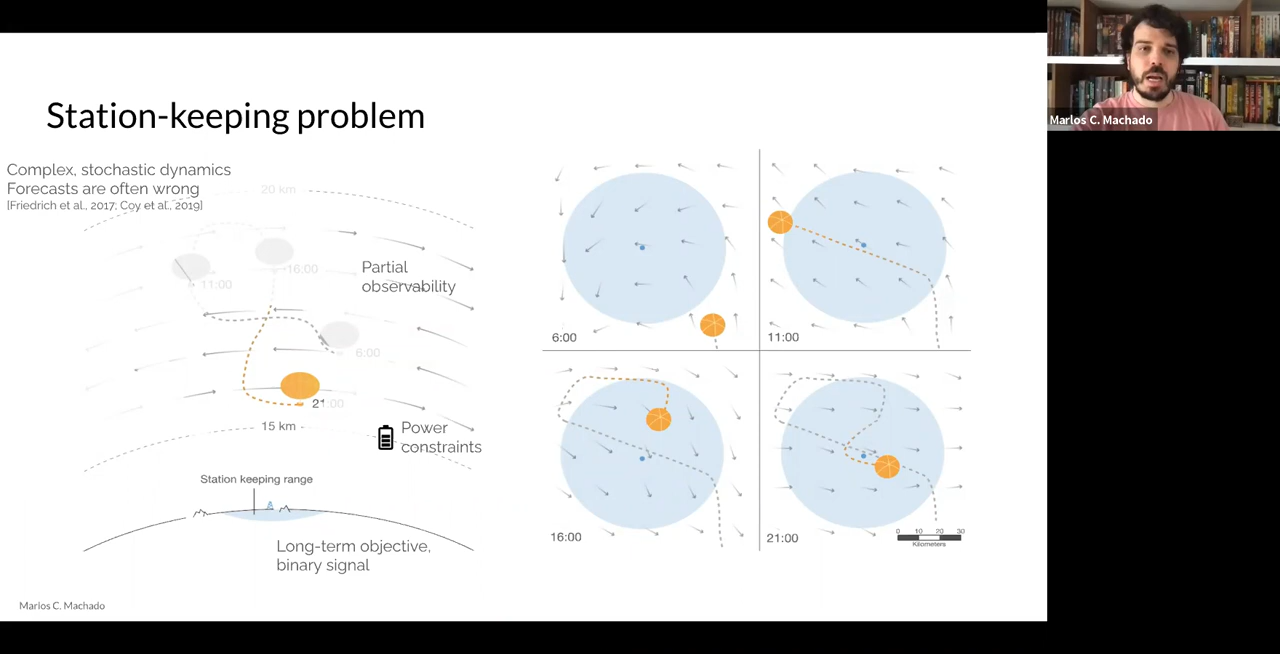 Station-keeping problem
Complex, stochastic dynamics
Forecasts are often wrong
[Friedrich et al., 2017; Coy et al., 2019]
20 km
Partial
observability
16:00
11:00
6:00
21:00
15 km
Power
constraints
Station keeping range
Long-term objective,
binary signal
6:00
11:00
16:00
21:00
0 10 20 30
Kilometers
Marlos C. Machado
Marlos C. Machado